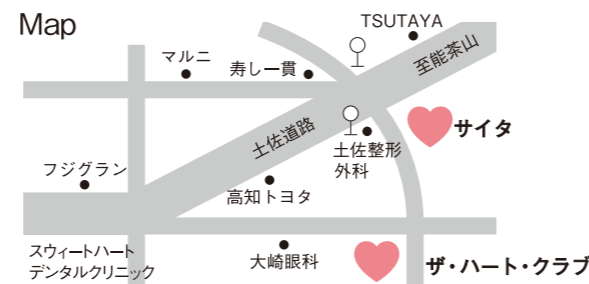 Map
TSUTAYA
至能茶山
マルニ
寿し一貫
サイタ
土佐道路
土佐整形
外科
フジグラン
高知トヨタ
スウィートハート
デンタルクリニック
大崎眼科
ザ・ハート・クラブ